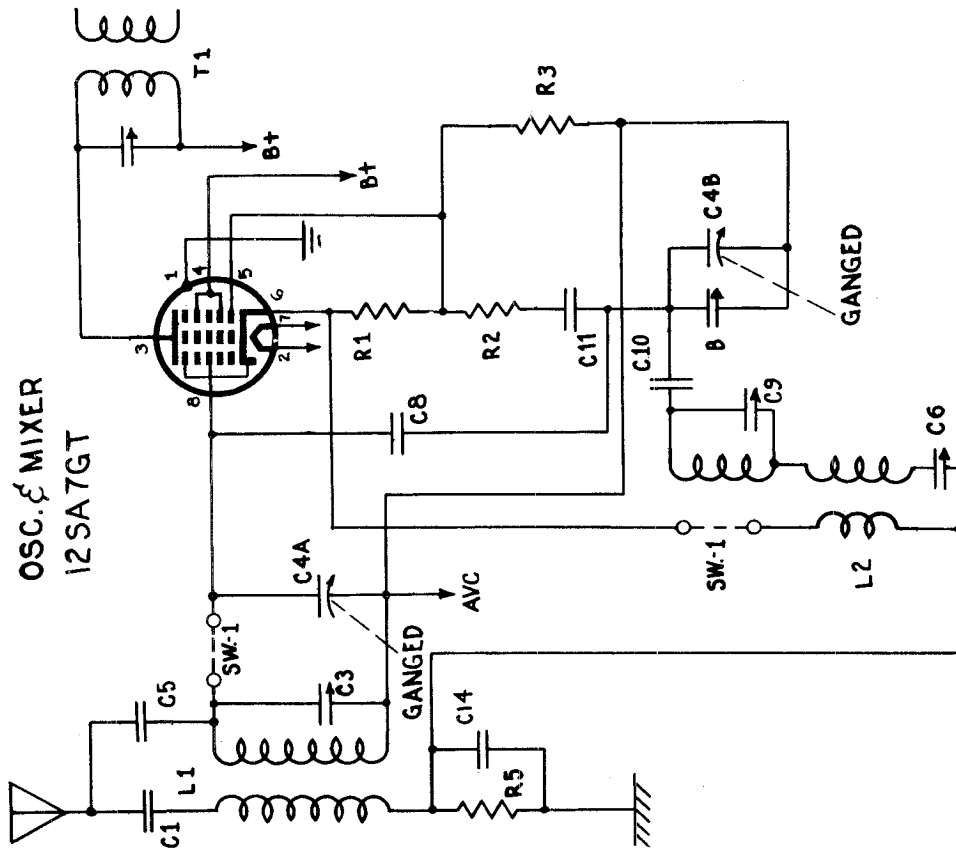 OSC. & MIXER
12SA7GT
T1
B+
B+
R3
1
4
5
3
8
6
7
2
R1
R2
C11
C8
C4B
GANGED
B
C10
C9
C6
SW.-1
L2
C4A
AVC
SW.-1
GANGED
C3
C5
L1
C1
C14
R5